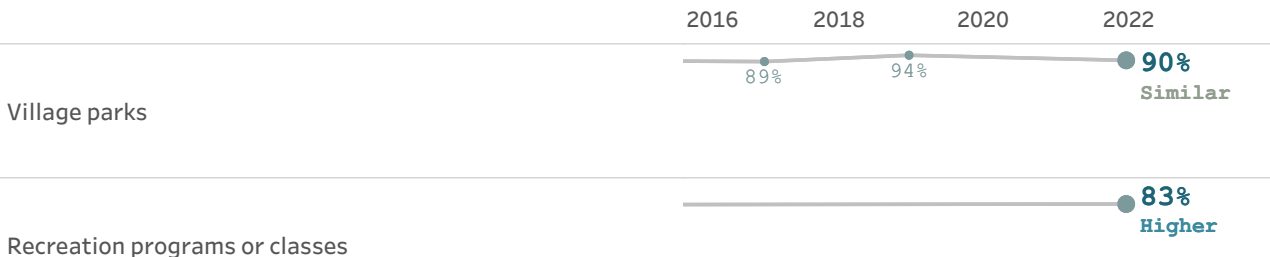 2016 2018 2020 2022
89% 94% 90%
Similar
Village parks
83%
Higher
Recreation programs or classes